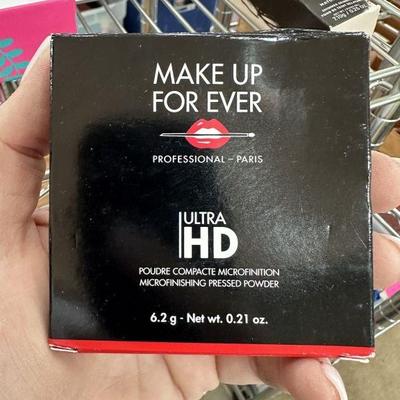 MAKE UP
FOR EVER
PROFESSIONAL – PARIS
ULTRA
HD
POUDRE COMPACTE MICROFINITION
MICROFINISHING PRESSED POWDER
6.2 g - Net wt. 0.21 oz.